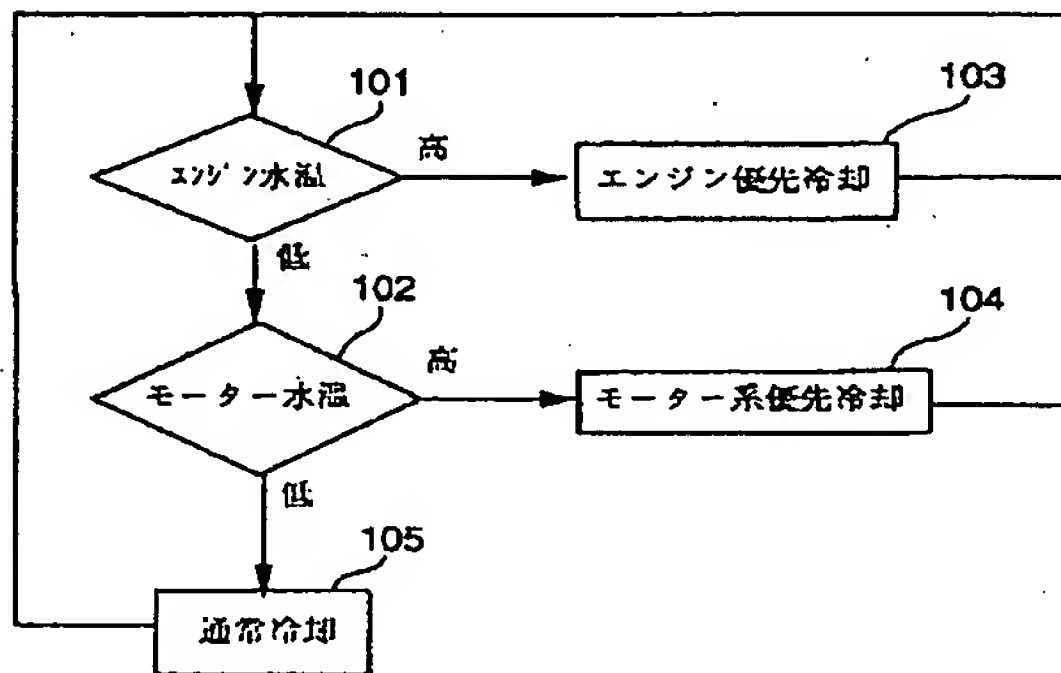 101
エンジン水温
高
103
エンジン優先冷却
低
102
モーター水温
高
104
モーター系優先冷却
低
105
通常冷却